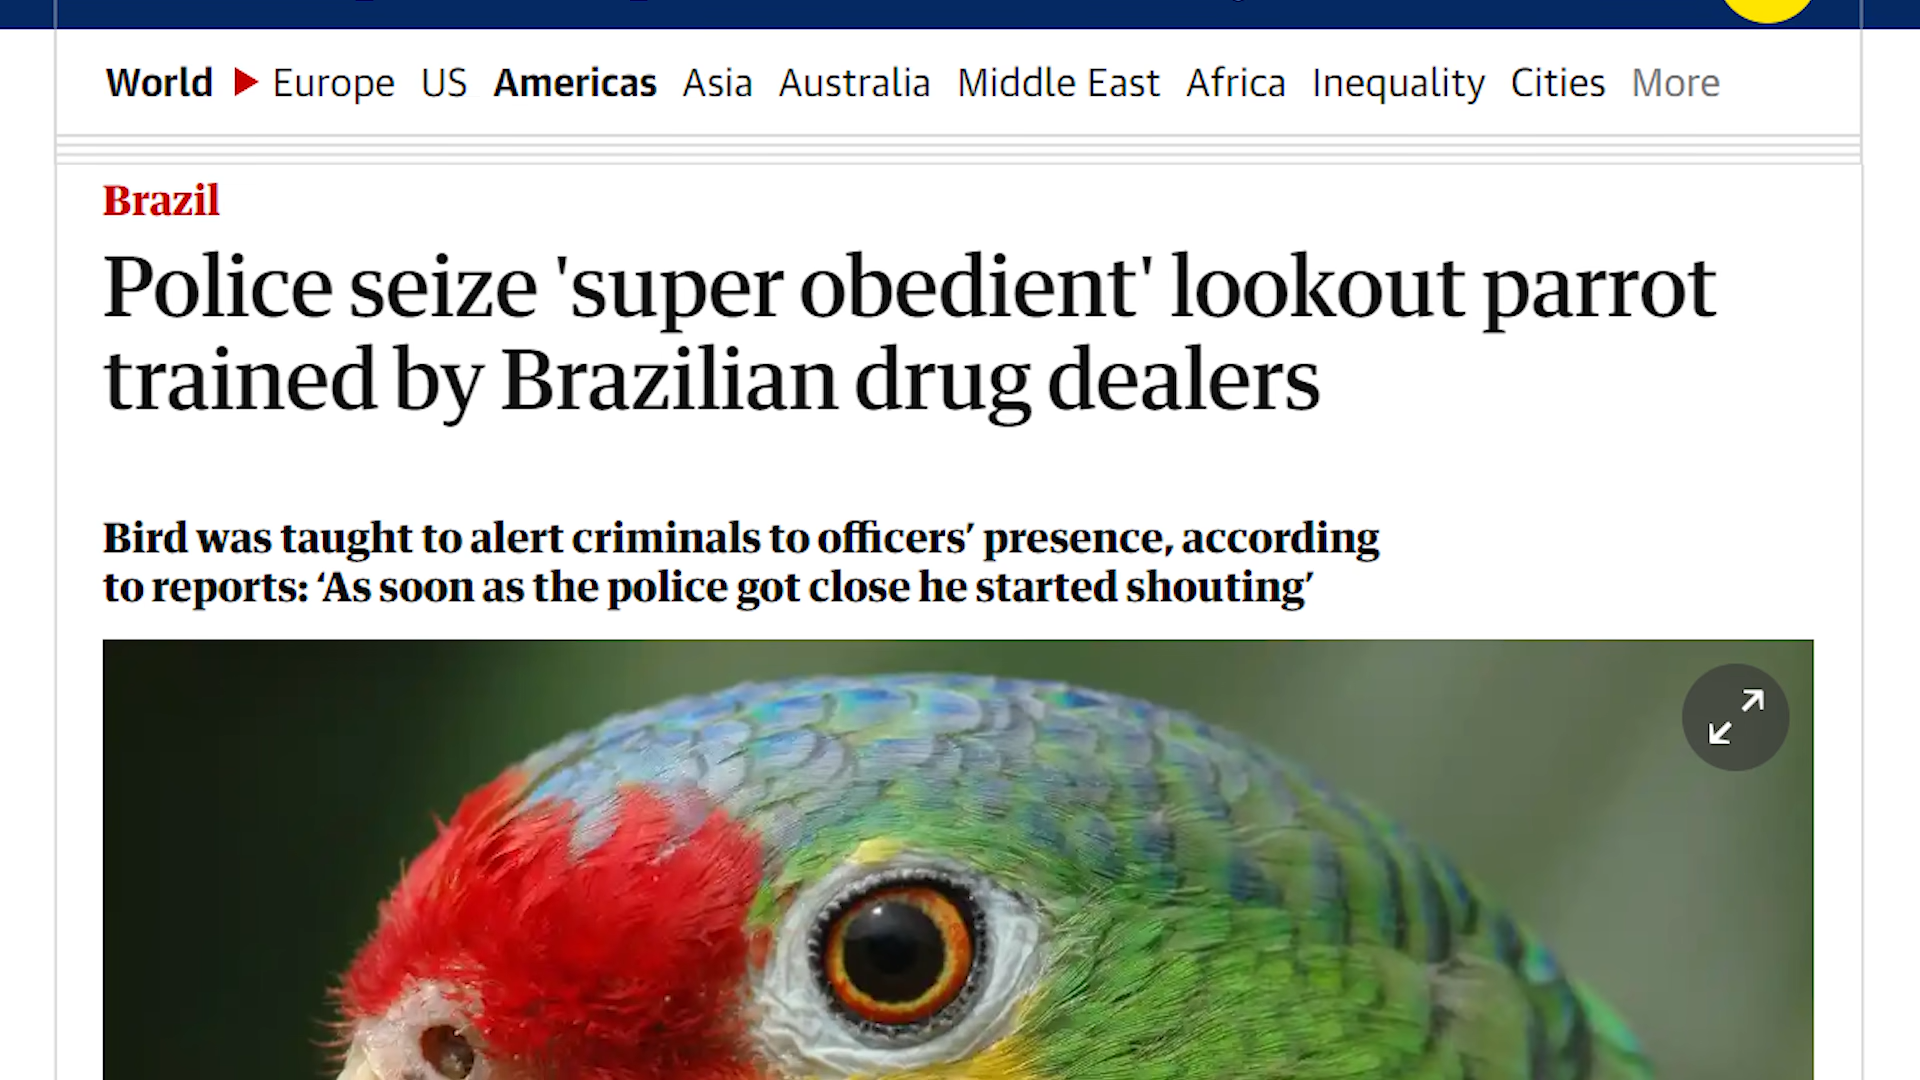 World Europe US Americas Asia Australia Middle East Africa Inequality Cities More
Brazil
Police seize 'super obedient' lookout parrot
trained by Brazilian drug dealers
Bird was taught to alert criminals to officers’ presence, according
to reports: ‘As soon as the police got close he started shouting’